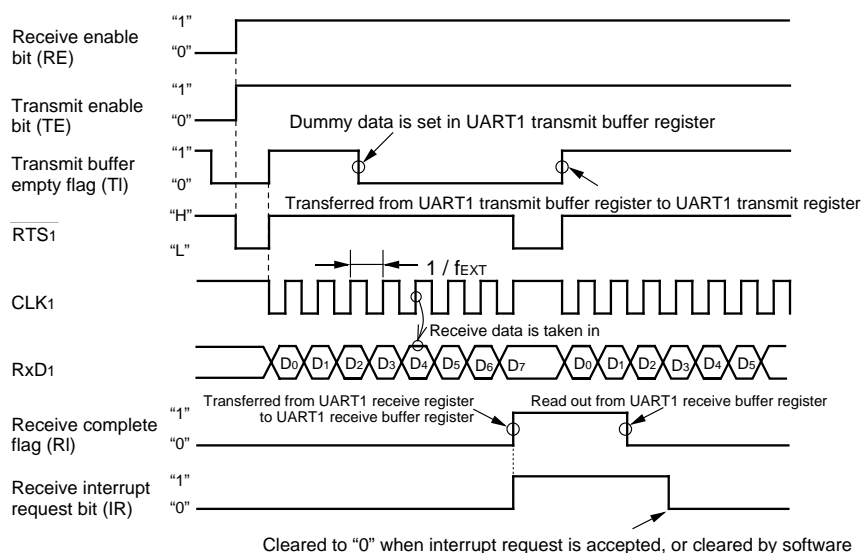 Receive enable
bit (RE)
“1”
“0”
Transmit enable
bit (TE)
“1”
“0”
Dummy data is set in UART1 transmit buffer register
Transmit buffer
empty flag (TI)
“1”
“0”
Transferred from UART1 transmit buffer register to UART1 transmit register
RTS1
“H”
“L”
1 / fEXT
CLK1
Receive data is taken in
RxD1
D0 D1 D2 D3 D4 D5 D6 D7 D0 D1 D2 D3 D4 D5
Transferred from UART1 receive register
to UART1 receive buffer register
Read out from UART1 receive buffer register
Receive complete
flag (RI)
“1”
“0”
Receive interrupt
request bit (IR)
“1”
“0”
Cleared to “0” when interrupt request is accepted, or cleared by software